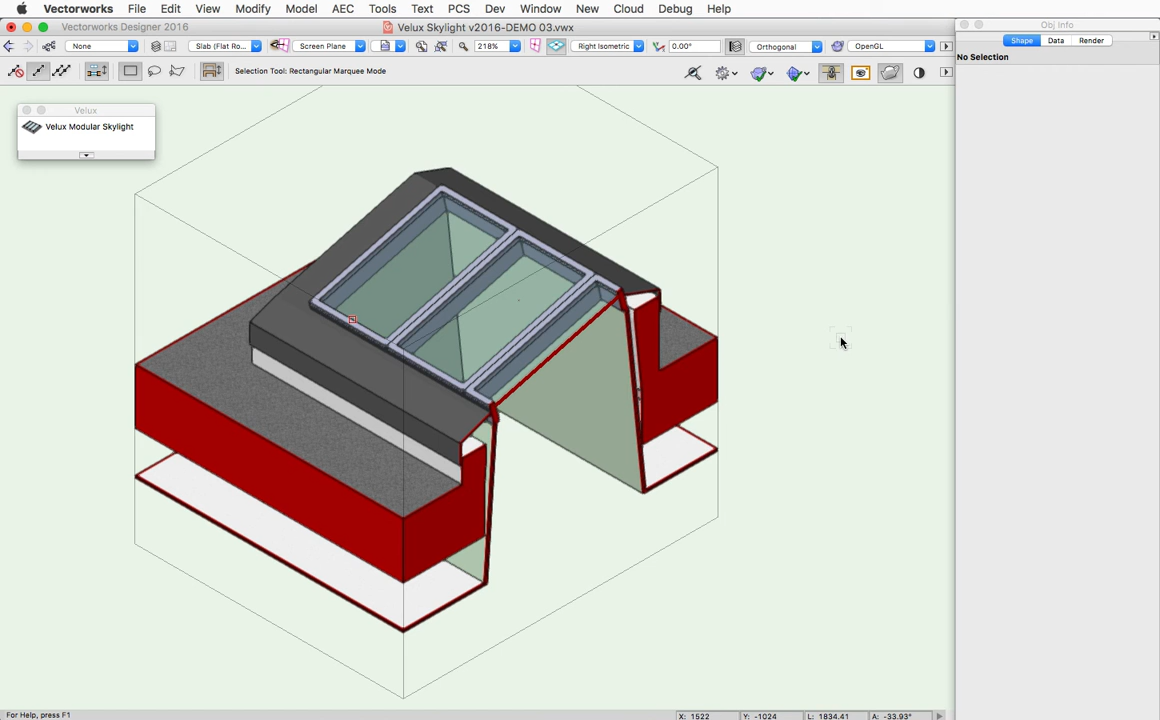 Vectorworks File Edit View Modify Model AEC Tools Text PCS Dev Window New Cloud Debug Help
Vectorworks Designer 2016 Velux Skylight v2016-DEMO 03.vwx
Obj Info
None Slab (Flat Ro... Screen Plane 218% Right Isometric 0.00° Orthogonal OpenGL
Shape Data Render
No Selection
Selection Tool: Rectangular Marquee Mode
Velux
Velux Modular Skylight
For Help, press F1 X: 1522 Y: -1024 L: 1834.41 A: -33.93°